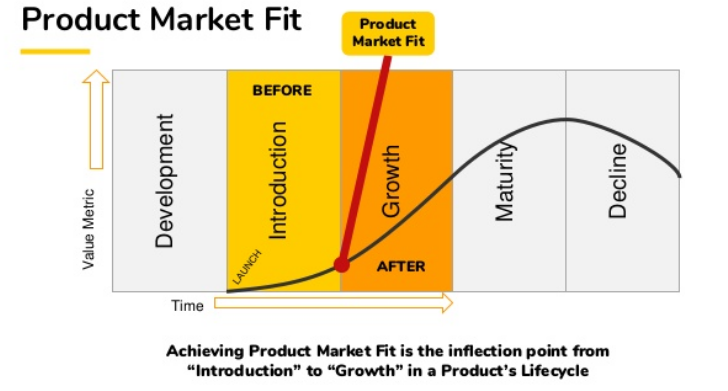 Product Market Fit
Product
Market Fit
BEFORE
Development
Introduction
Growth
Maturity
Decline
LAUNCH
AFTER
Value Metric
Time
Achieving Product Market Fit is the inflection point from
“Introduction” to “Growth” in a Product’s Lifecycle